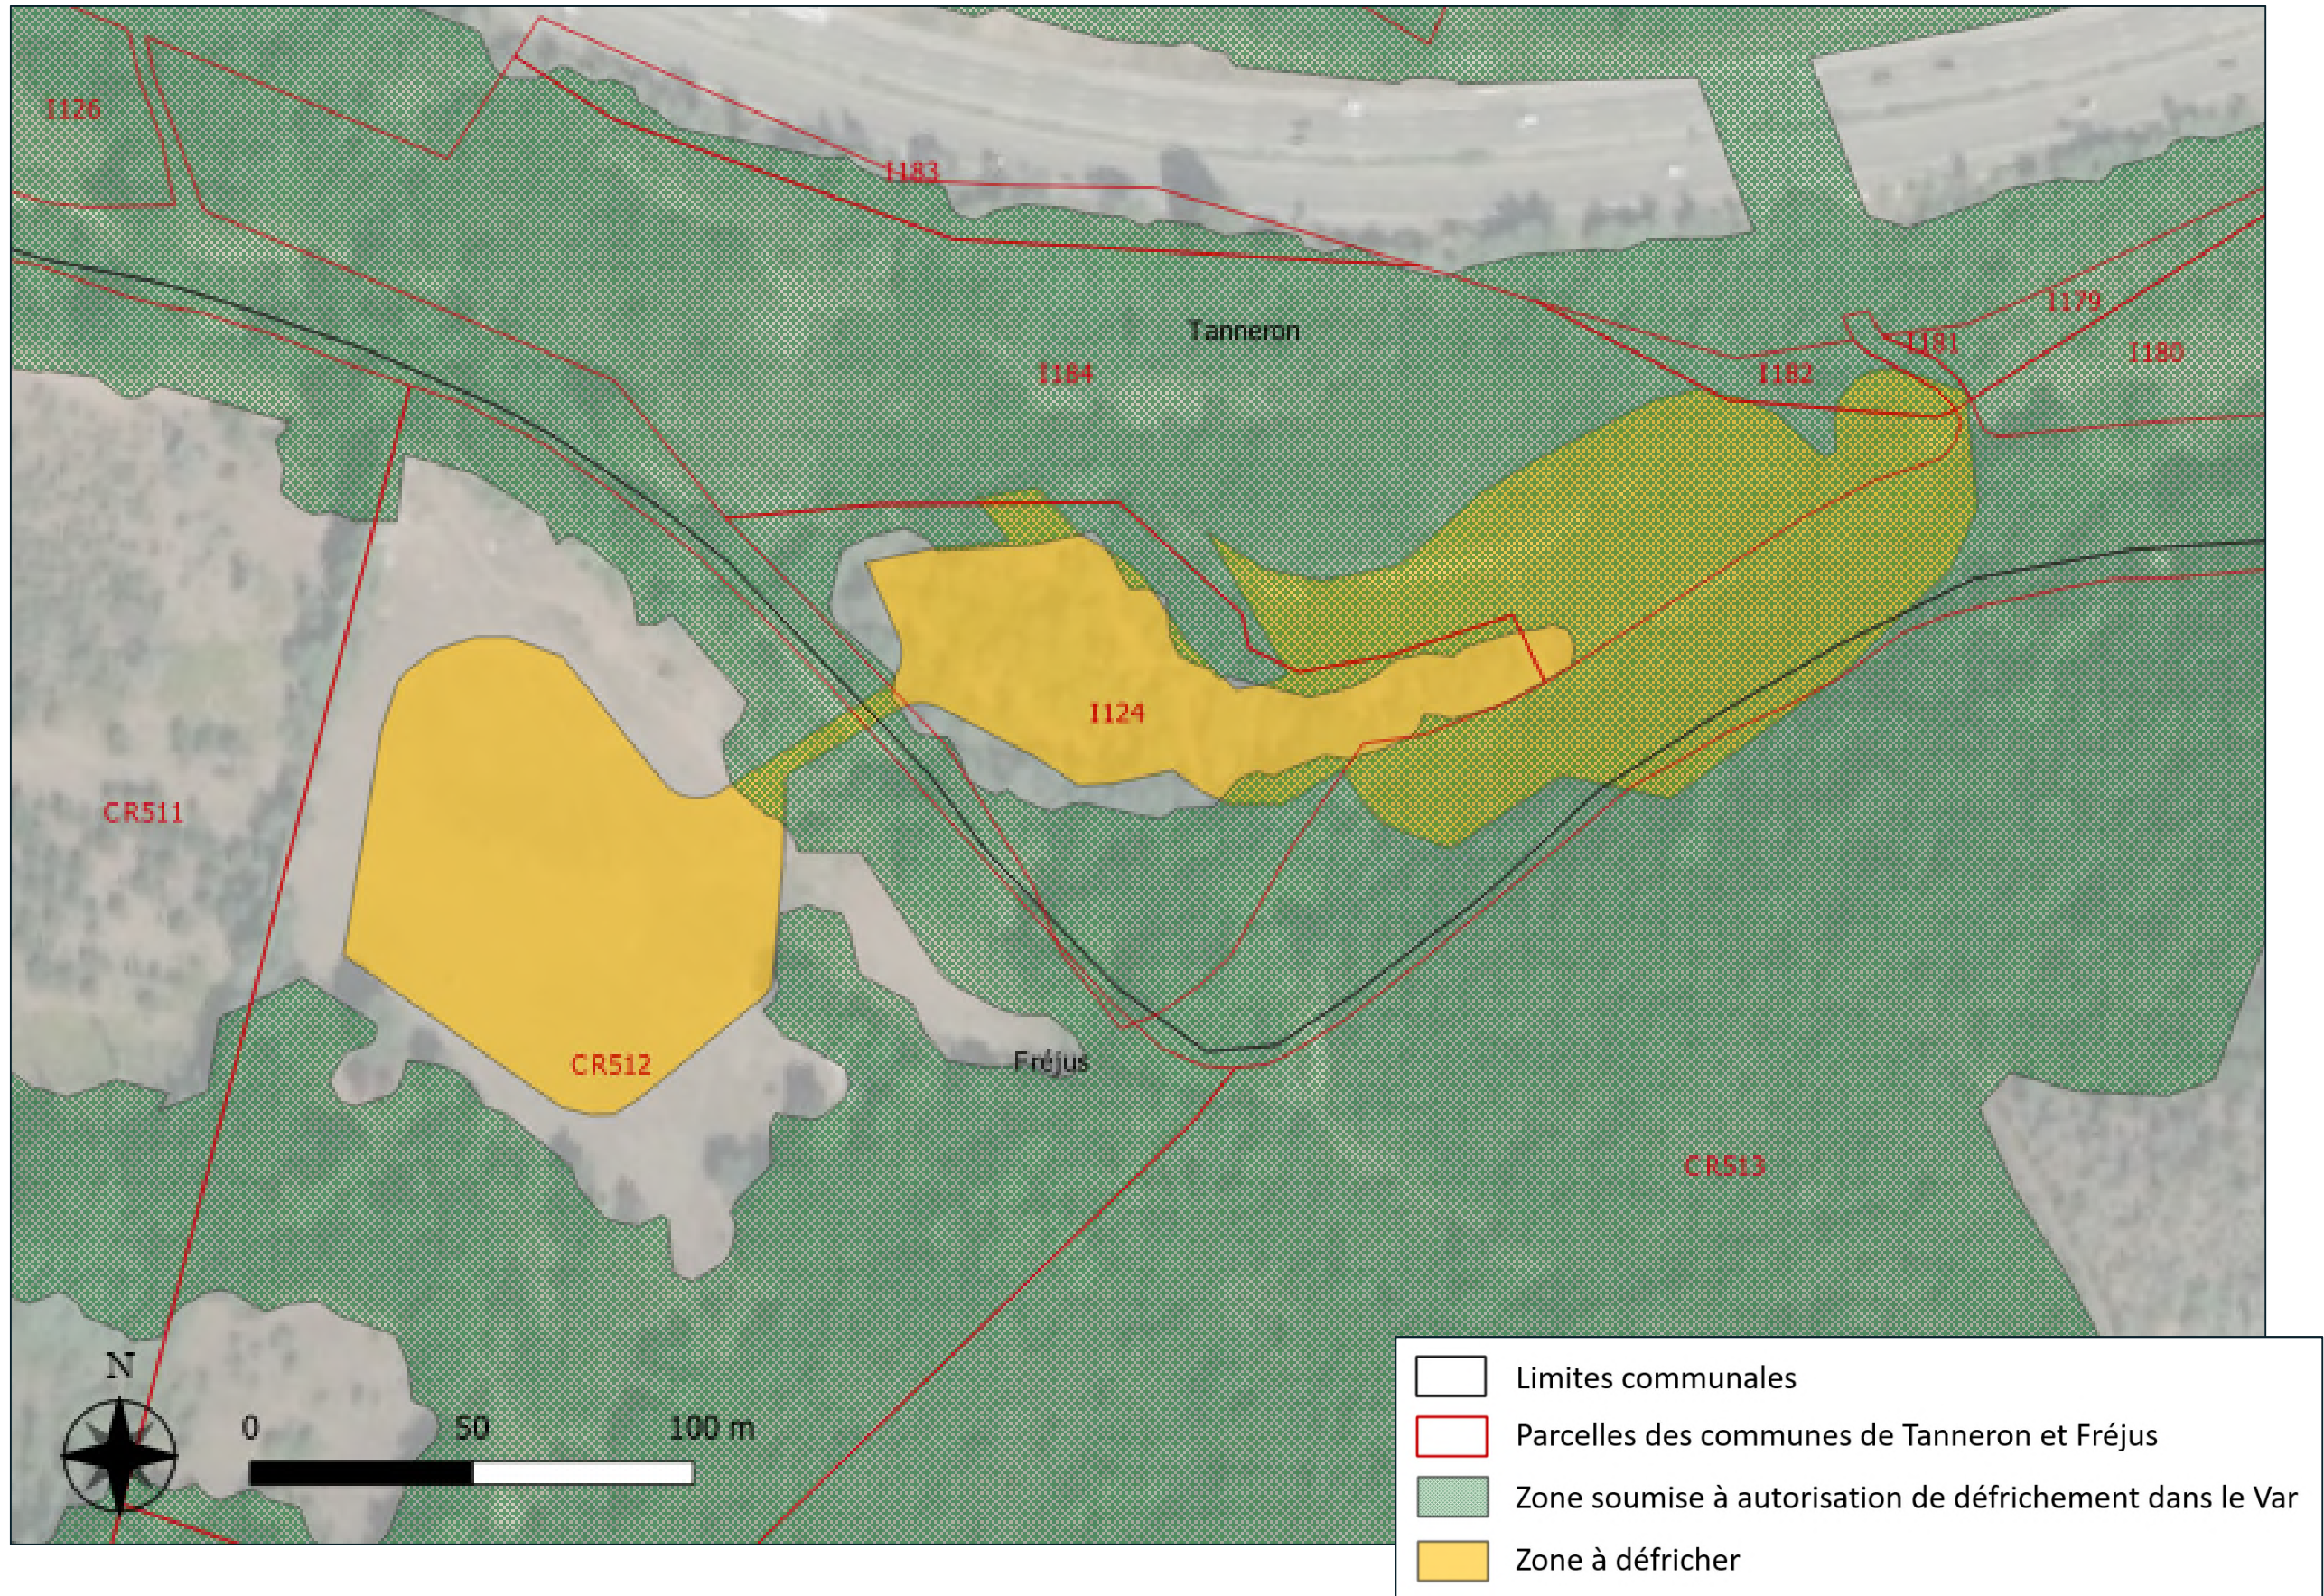 I126
I183
Tanneron
I179
I181
I180
I184
I182
I124
CR511
Fréjus
CR512
CR513
N
0 50 100 m
Limites communales
Parcelles des communes de Tanneron et Fréjus
Zone soumise à autorisation de défrichement dans le Var
Zone à défricher